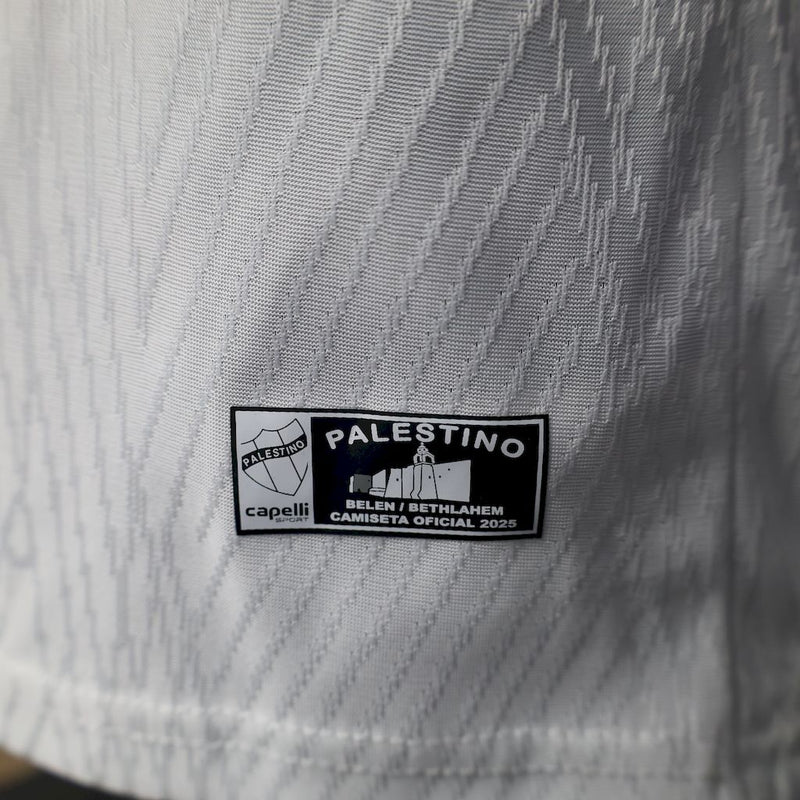 PALESTINO
capelli
SPORT
PALESTINO
BELEN / BETHLAHEM
CAMISETA OFICIAL 2025